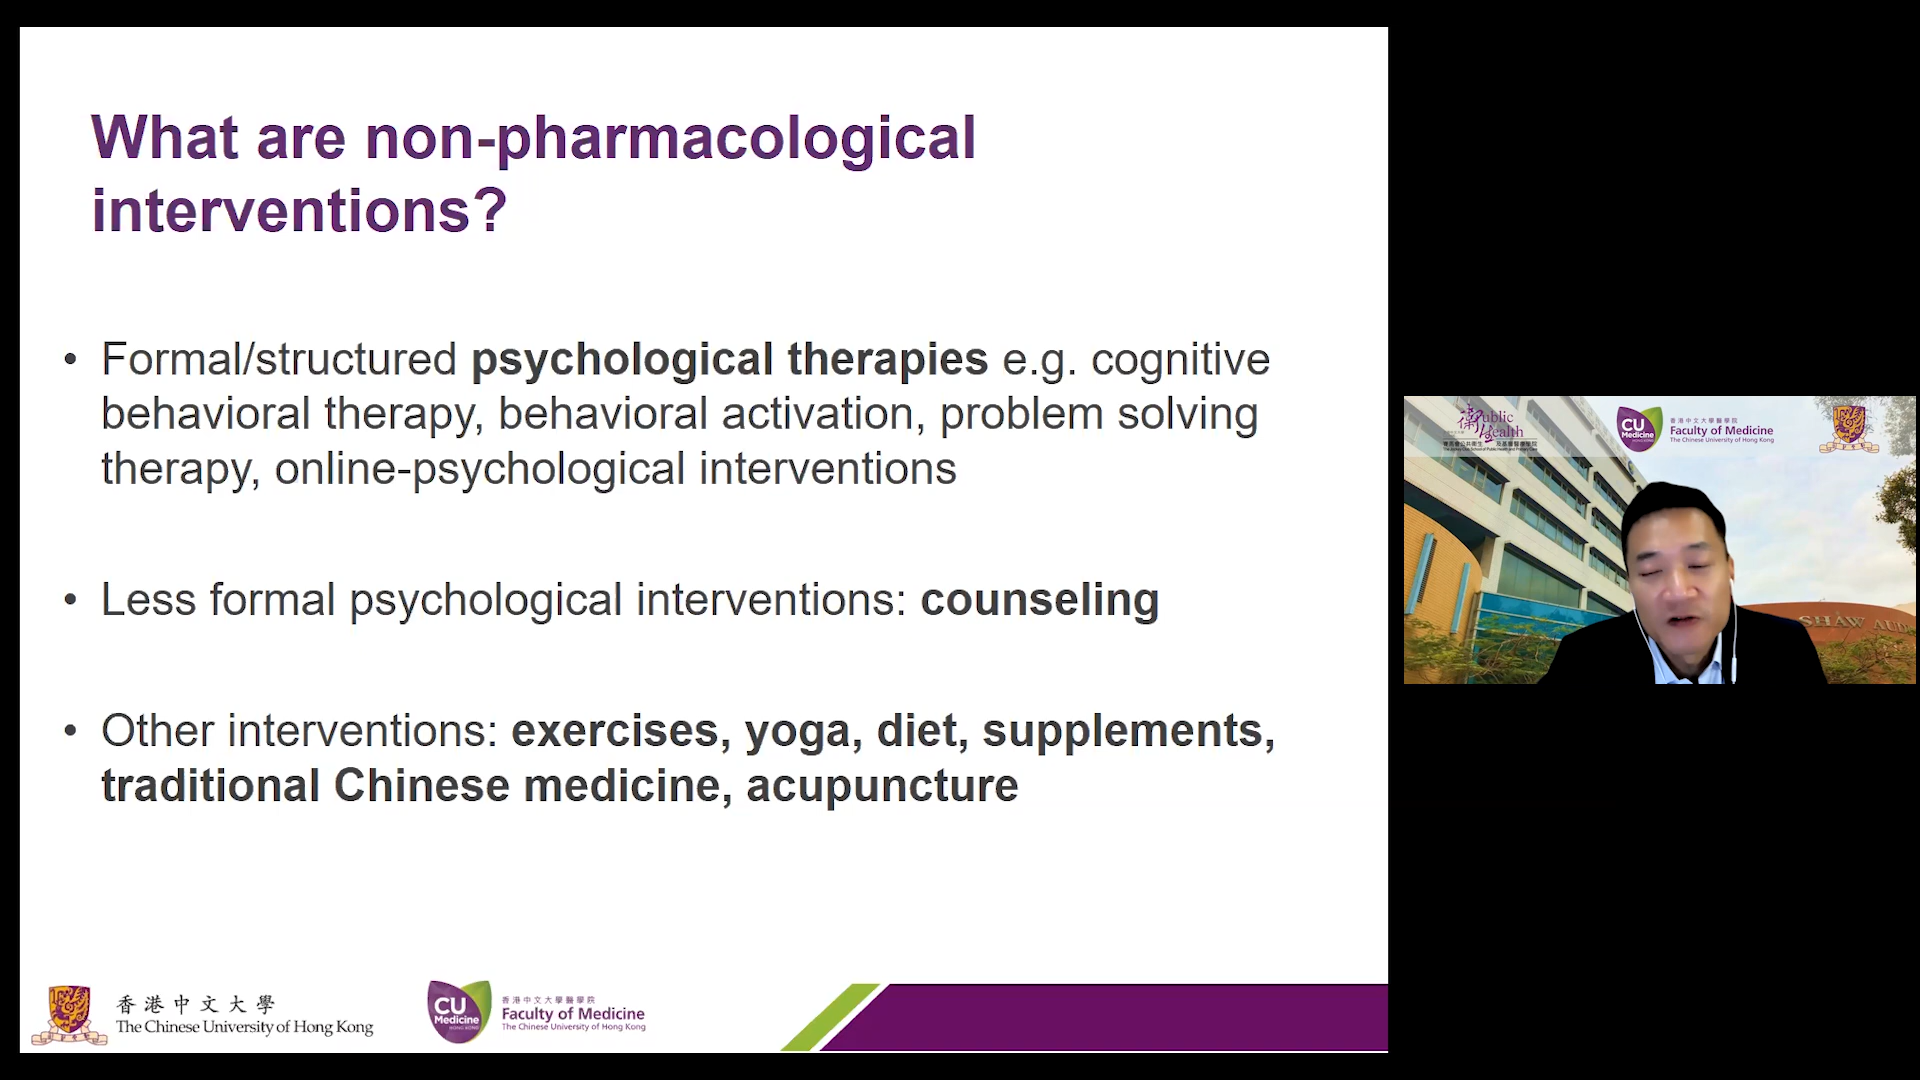 What are non-pharmacological
interventions?
• Formal/structured psychological therapies e.g. cognitive
behavioral therapy, behavioral activation, problem solving
therapy, online-psychological interventions
• Less formal psychological interventions: counseling
• Other interventions: exercises, yoga, diet, supplements,
traditional Chinese medicine, acupuncture
香港中文大學
The Chinese University of Hong Kong
CU
Medicine
HONG KONG
香港中文大學醫學院
Faculty of Medicine
The Chinese University of Hong Kong
Public
Health
CU
Medicine
香港中文大學醫學院
Faculty of Medicine
The Chinese University of Hong Kong
SHAW AUD